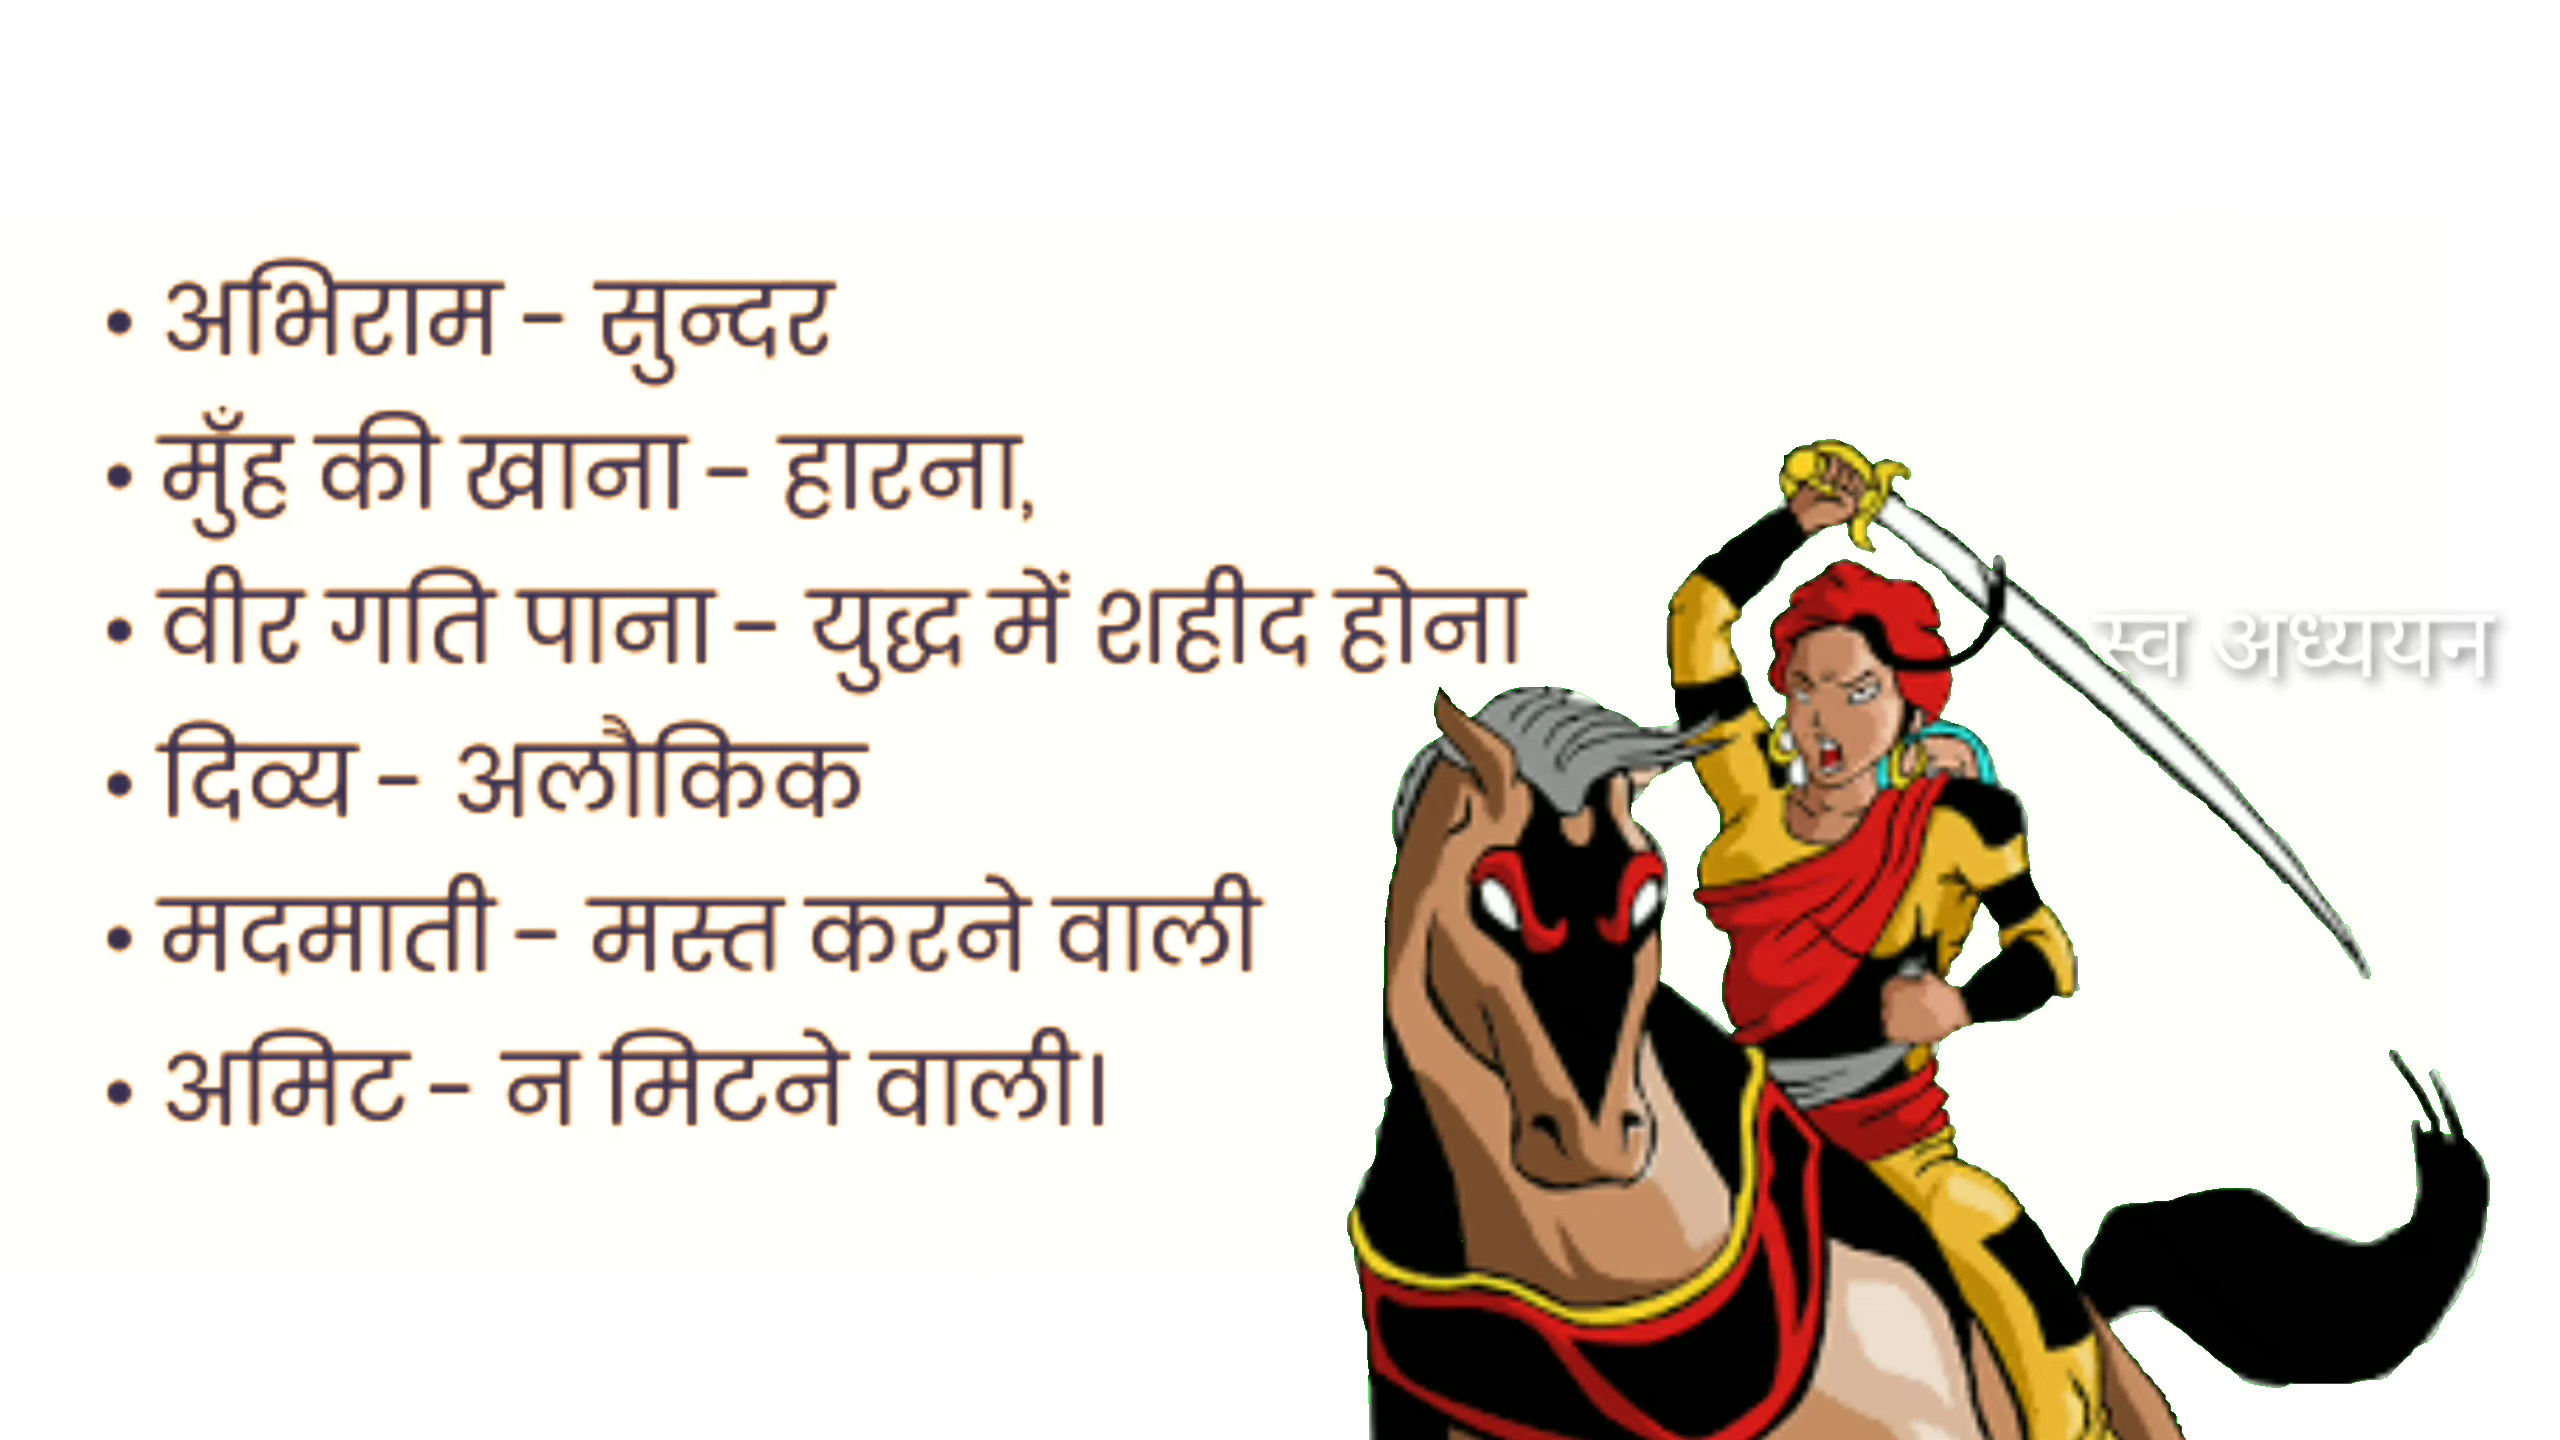 • अभिराम – सुन्दर
• मुँह की खाना – हारना,
• वीर गति पाना – युद्ध में शहीद होना
स्व अध्ययन
• दिव्य – अलौकिक
• मदमाती – मस्त करने वाली
• अमिट – न मिटने वाली।